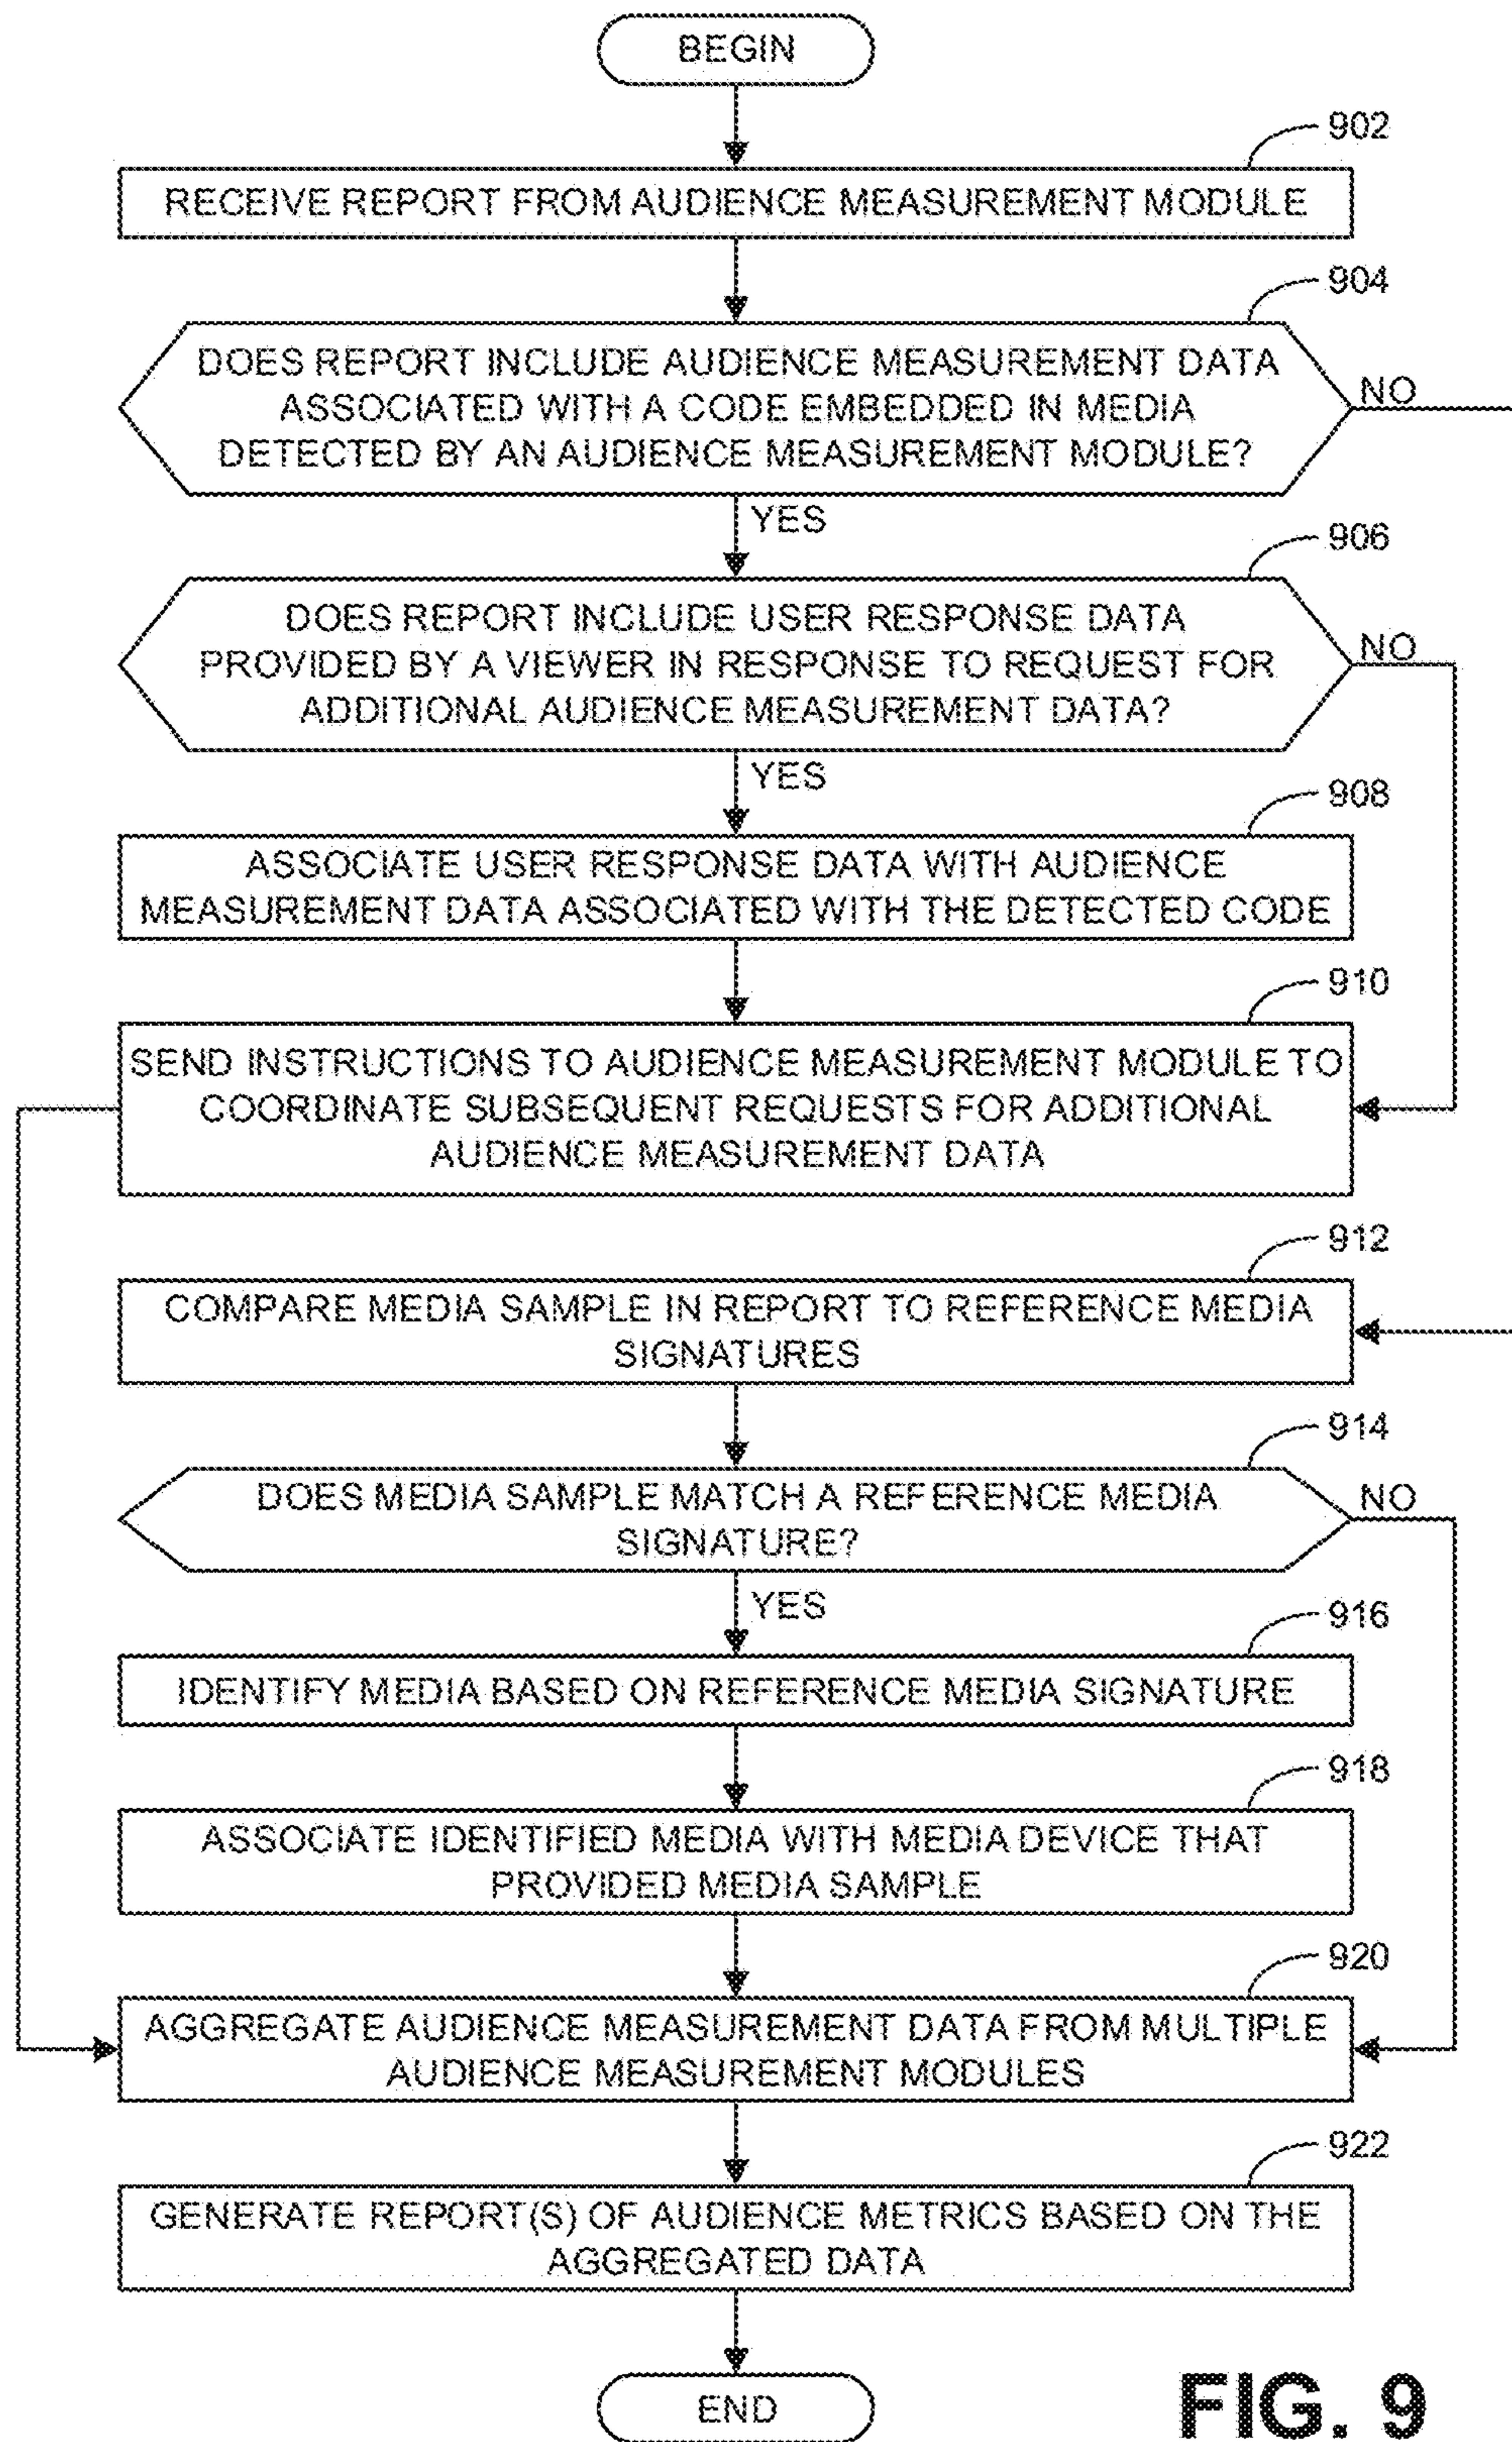 BEGIN
902
RECEIVE REPORT FROM AUDIENCE MEASUREMENT MODULE
904
DOES REPORT INCLUDE AUDIENCE MEASUREMENT DATA
ASSOCIATED WITH A CODE EMBEDDED IN MEDIA
DETECTED BY AN AUDIENCE MEASUREMENT MODULE?
NO
YES
906
DOES REPORT INCLUDE USER RESPONSE DATA
PROVIDED BY A VIEWER IN RESPONSE TO REQUEST FOR
ADDITIONAL AUDIENCE MEASUREMENT DATA?
NO
YES
908
ASSOCIATE USER RESPONSE DATA WITH AUDIENCE
MEASUREMENT DATA ASSOCIATED WITH THE DETECTED CODE
910
SEND INSTRUCTIONS TO AUDIENCE MEASUREMENT MODULE TO
COORDINATE SUBSEQUENT REQUESTS FOR ADDITIONAL
AUDIENCE MEASUREMENT DATA
912
COMPARE MEDIA SAMPLE IN REPORT TO REFERENCE MEDIA
SIGNATURES
914
DOES MEDIA SAMPLE MATCH A REFERENCE MEDIA
SIGNATURE?
NO
YES
916
IDENTIFY MEDIA BASED ON REFERENCE MEDIA SIGNATURE
918
ASSOCIATE IDENTIFIED MEDIA WITH MEDIA DEVICE THAT
PROVIDED MEDIA SAMPLE
920
AGGREGATE AUDIENCE MEASUREMENT DATA FROM MULTIPLE
AUDIENCE MEASUREMENT MODULES
922
GENERATE REPORT(S) OF AUDIENCE METRICS BASED ON THE
AGGREGATED DATA
END
FIG. 9